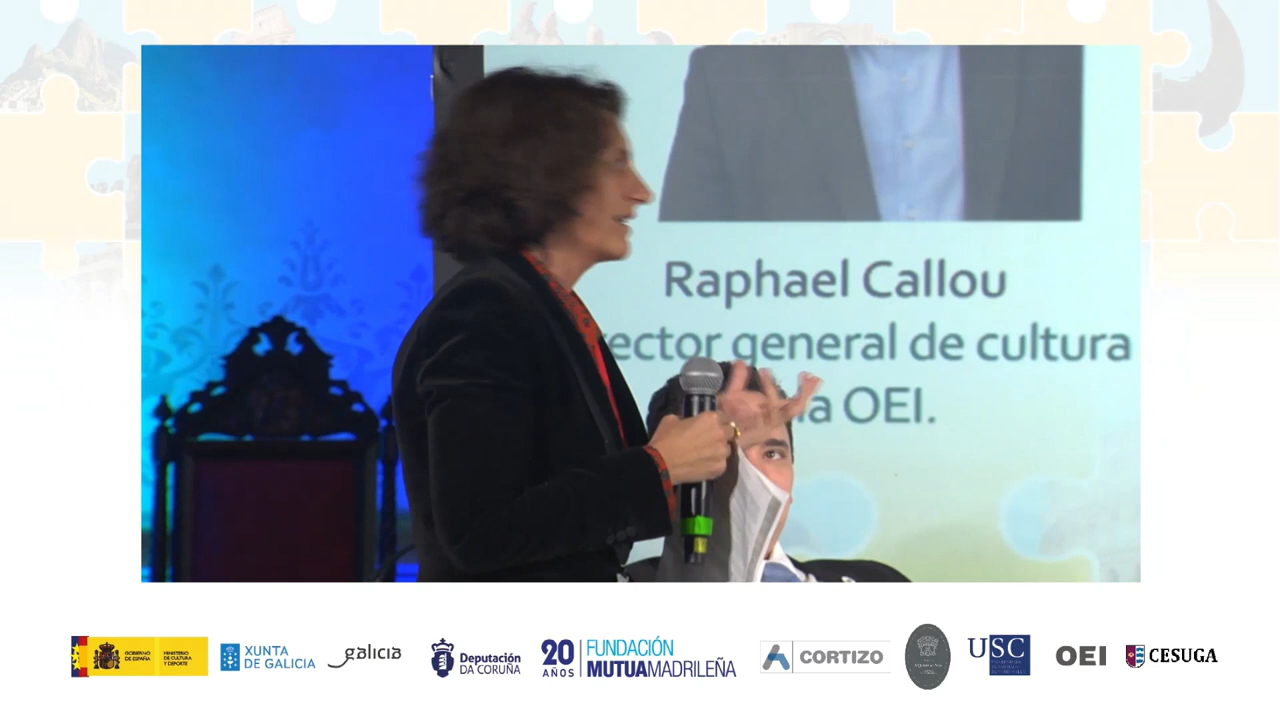 Raphael Callou
ector general de cultura
la OEI.
GOBIERNO
DE ESPAÑA
MINISTERIO
DE CULTURA
Y DEPORTE
XUNTA
DE GALICIA
galicia
Deputación
DA CORUÑA
20
AÑOS
FUNDACIÓN
MUTUAMADRILEÑA
CORTIZO
USC
OEI
CESUGA